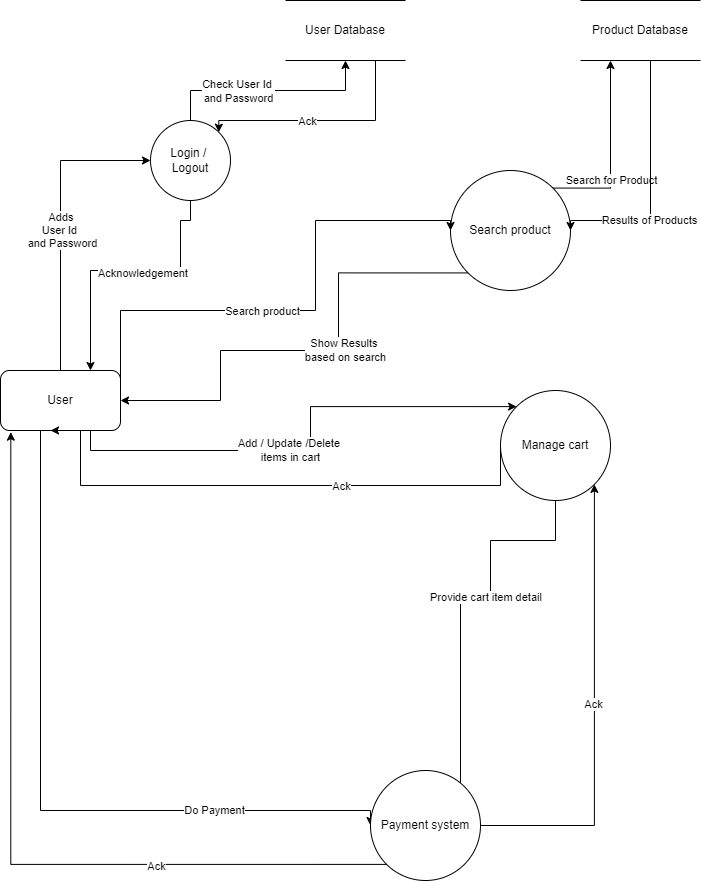 User Database
Product Database
Check User Id
and Password
Ack
Login /
Logout
Search for Product
Adds
User Id
and Password
Results of Products
Search product
Acknowledgement
Search product
Show Results
based on search
User
Add / Update /Delete
items in cart
Manage cart
Ack
Provide cart item detail
Ack
Do Payment
Payment system
Ack